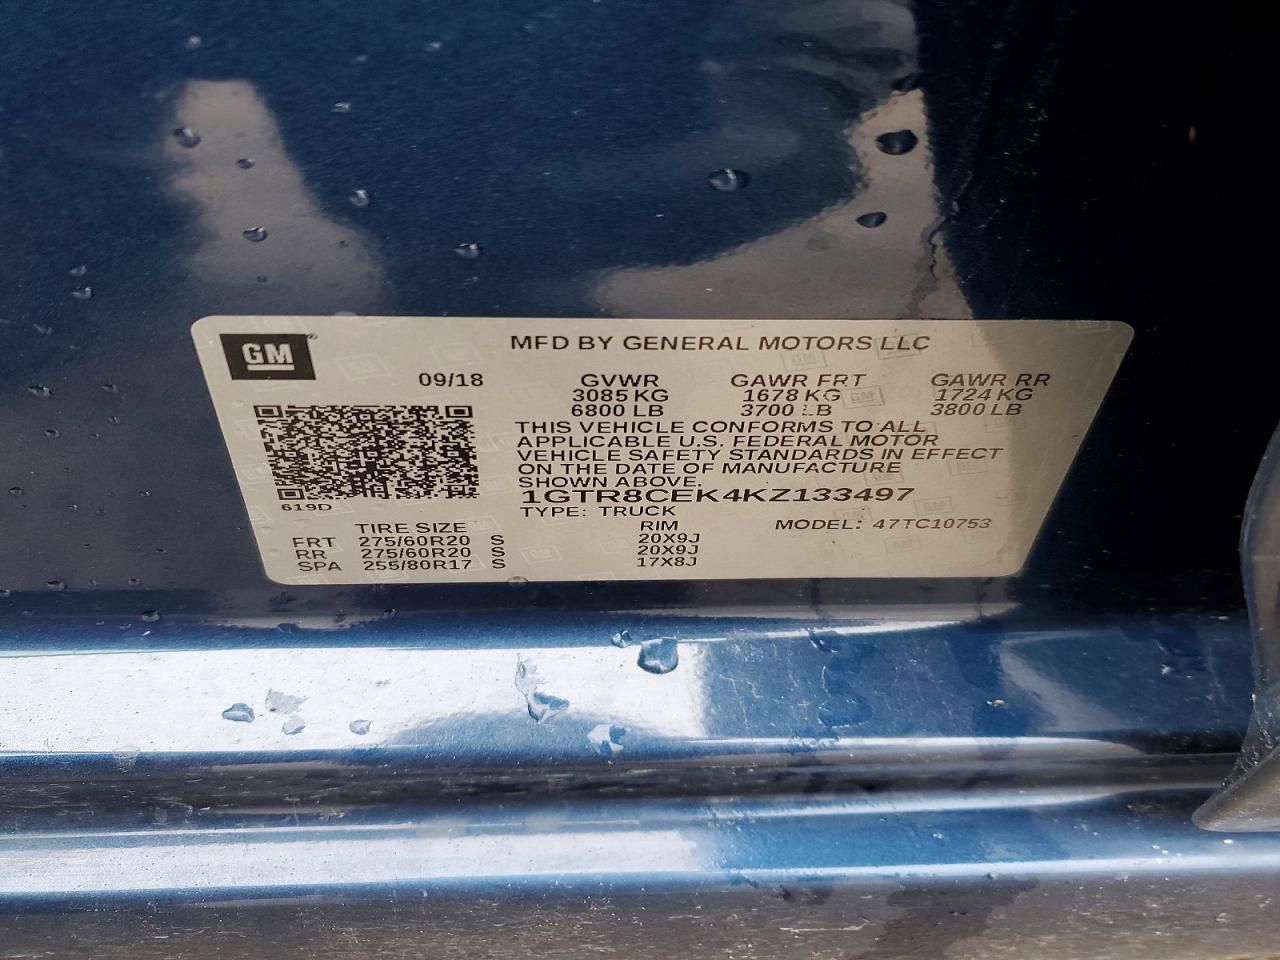 GM
MFD BY GENERAL MOTORS LLC
09/18 GVWR GAWR FRT GAWR RR
3085 KG 1678 KG 1724 KG
6800 LB 3700 LB 3800 LB
THIS VEHICLE CONFORMS TO ALL
APPLICABLE U.S. FEDERAL MOTOR
VEHICLE SAFETY STANDARDS IN EFFECT
ON THE DATE OF MANUFACTURE
SHOWN ABOVE.
1GTR8CEK4KZ133497
619D
TYPE: TRUCK
TIRE SIZE RIM MODEL: 47TC10753
FRT 275/60R20 S 20X9J
RR 275/60R20 S 20X9J
SPA 255/80R17 S 17X8J